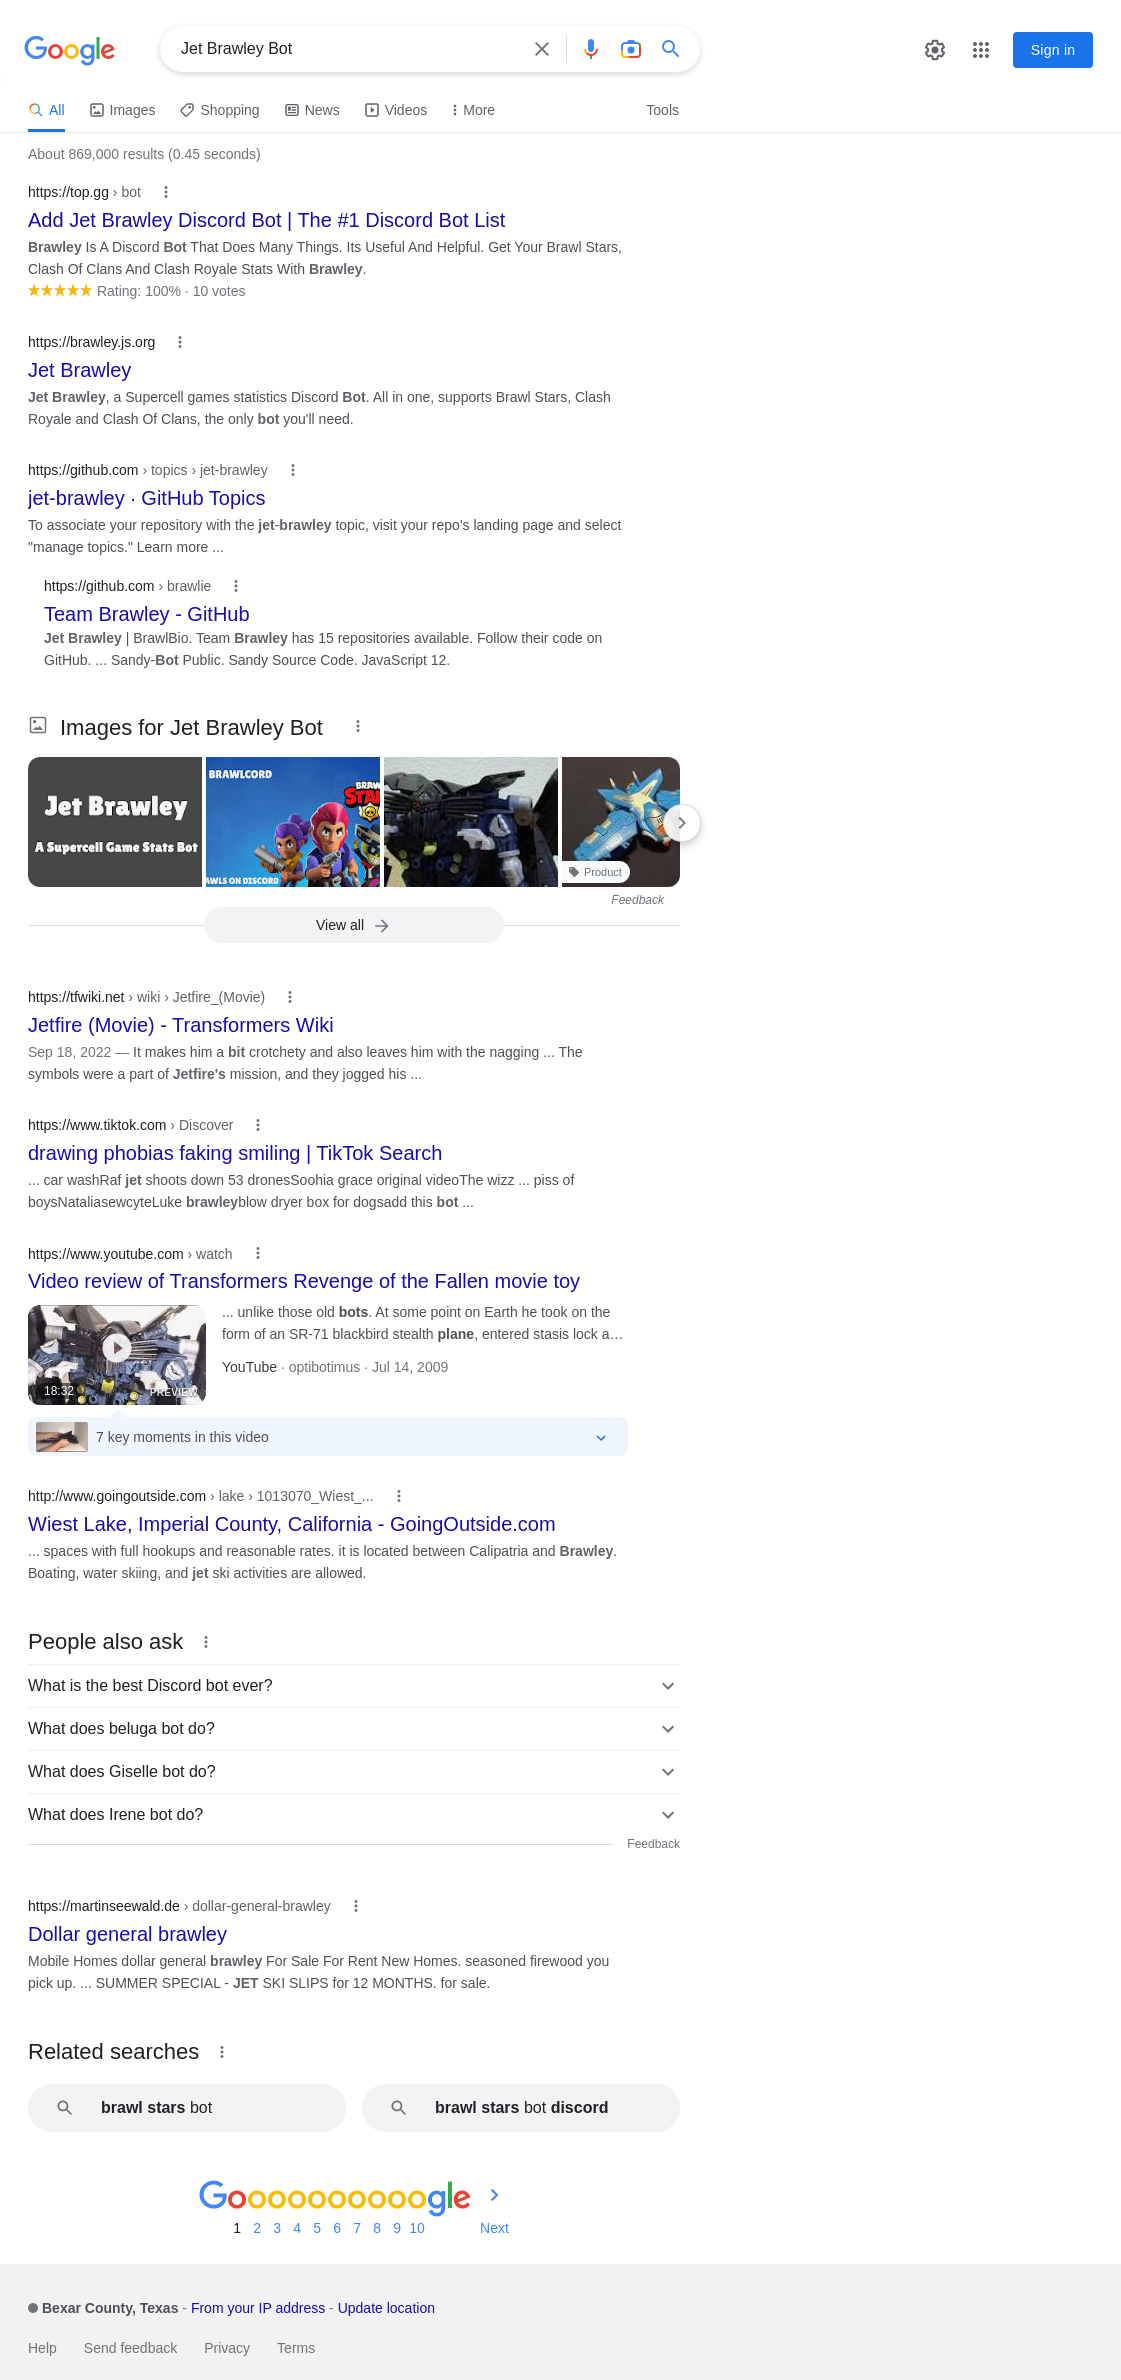 Google
Jet Brawley Bot
Sign in
All
Images
Shopping
News
Videos
More
Tools
About 869,000 results (0.45 seconds)
https://top.gg › bot
Add Jet Brawley Discord Bot | The #1 Discord Bot List
Brawley Is A Discord Bot That Does Many Things. Its Useful And Helpful. Get Your Brawl Stars,
Clash Of Clans And Clash Royale Stats With Brawley.
Rating: 100% · 10 votes
https://brawley.js.org
Jet Brawley
Jet Brawley, a Supercell games statistics Discord Bot. All in one, supports Brawl Stars, Clash
Royale and Clash Of Clans, the only bot you'll need.
https://github.com › topics › jet-brawley
jet-brawley · GitHub Topics
To associate your repository with the jet-brawley topic, visit your repo's landing page and select
"manage topics." Learn more ...
https://github.com › brawlie
Team Brawley - GitHub
Jet Brawley | BrawlBio. Team Brawley has 15 repositories available. Follow their code on
GitHub. ... Sandy-Bot Public. Sandy Source Code. JavaScript 12.
Images for Jet Brawley Bot
Jet Brawley
A Supercell Game Stats Bot
BRAWLCORD
BRAW
STA
AWLS ON DISCORD
Product
Feedback
View all
https://tfwiki.net › wiki › Jetfire_(Movie)
Jetfire (Movie) - Transformers Wiki
Sep 18, 2022 — It makes him a bit crotchety and also leaves him with the nagging ... The
symbols were a part of Jetfire's mission, and they jogged his ...
https://www.tiktok.com › Discover
drawing phobias faking smiling | TikTok Search
... car washRaf jet shoots down 53 dronesSoohia grace original videoThe wizz ... piss of
boysNataliasewcyteLuke brawleyblow dryer box for dogsadd this bot ...
https://www.youtube.com › watch
Video review of Transformers Revenge of the Fallen movie toy
... unlike those old bots. At some point on Earth he took on the
form of an SR-71 blackbird stealth plane, entered stasis lock a…
YouTube · optibotimus · Jul 14, 2009
18:32
PREVIEW
7 key moments in this video
http://www.goingoutside.com › lake › 1013070_Wiest_...
Wiest Lake, Imperial County, California - GoingOutside.com
... spaces with full hookups and reasonable rates. it is located between Calipatria and Brawley.
Boating, water skiing, and jet ski activities are allowed.
People also ask
What is the best Discord bot ever?
What does beluga bot do?
What does Giselle bot do?
What does Irene bot do?
Feedback
https://martinseewald.de › dollar-general-brawley
Dollar general brawley
Mobile Homes dollar general brawley For Sale For Rent New Homes. seasoned firewood you
pick up. ... SUMMER SPECIAL - JET SKI SLIPS for 12 MONTHS. for sale.
Related searches
brawl stars bot
brawl stars bot discord
Goooooooooogle
1 2 3 4 5 6 7 8 9 10 Next
Bexar County, Texas - From your IP address - Update location
Help
Send feedback
Privacy
Terms